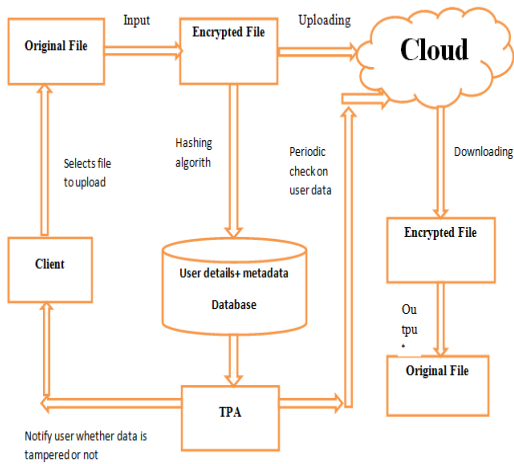 Input
Uploading
Original File
Encrypted File
Cloud
Hashing
algorith
Periodic
check on
user data
Downloading
Selects file
to upload
Encrypted File
Client
User details+ metadata
Database
Ou
tpu
Original File
TPA
Notify user whether data is
tampered or not